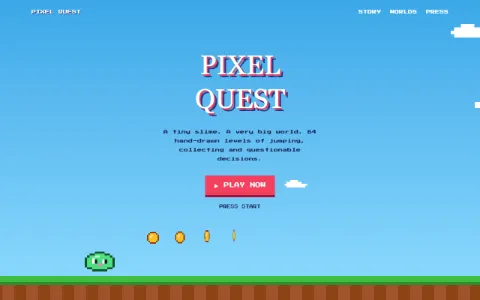 PIXEL QUEST
STORY WORLDS PRESS
PIXEL
QUEST
A tiny slime. A very big world. 64
hand-drawn levels of jumping,
collecting and questionable
decisions.
▶ PLAY NOW
PRESS START